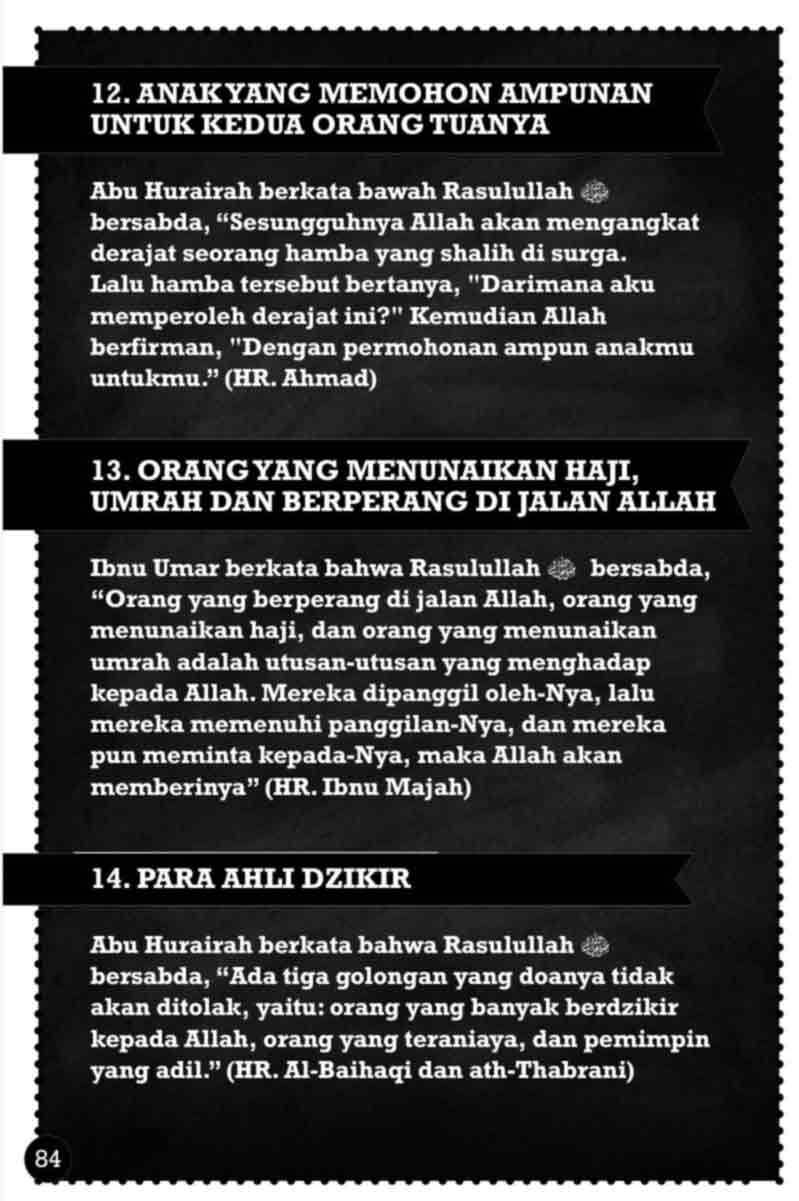 12. ANAK YANG MEMOHON AMPUNAN
UNTUK KEDUA ORANG TUANYA
Abu Hurairah berkata bawah Rasulullah ﷺ
bersabda, “Sesungguhnya Allah akan mengangkat
derajat seorang hamba yang shalih di surga.
Lalu hamba tersebut bertanya, "Darimana aku
memperoleh derajat ini?" Kemudian Allah
berfirman, "Dengan permohonan ampun anakmu
untukmu.” (HR. Ahmad)
13. ORANG YANG MENUNAIKAN HAJI,
UMRAH DAN BERPERANG DI JALAN ALLAH
Ibnu Umar berkata bahwa Rasulullah ﷺ bersabda,
“Orang yang berperang di jalan Allah, orang yang
menunaikan haji, dan orang yang menunaikan
umrah adalah utusan-utusan yang menghadap
kepada Allah. Mereka dipanggil oleh-Nya, lalu
mereka memenuhi panggilan-Nya, dan mereka
pun meminta kepada-Nya, maka Allah akan
memberinya” (HR. Ibnu Majah)
14. PARA AHLI DZIKIR
Abu Hurairah berkata bahwa Rasulullah ﷺ
bersabda, “Ada tiga golongan yang doanya tidak
akan ditolak, yaitu: orang yang banyak berdzikir
kepada Allah, orang yang teraniaya, dan pemimpin
yang adil.” (HR. Al-Baihaqi dan ath-Thabrani)
84